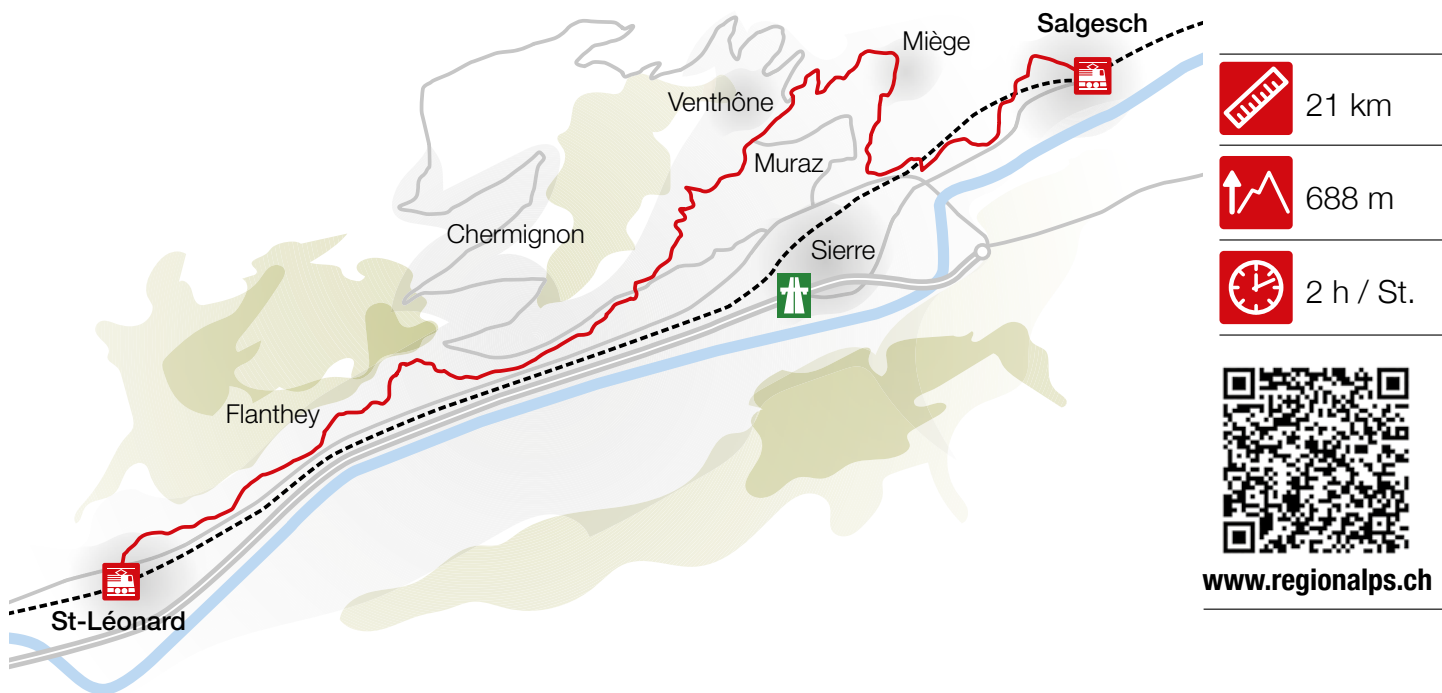 Salgesch
Miège
Venthône
Muraz
Chermignon
Sierre
Flanthey
St-Léonard
21 km
688 m
2 h / St.
www.regionalps.ch